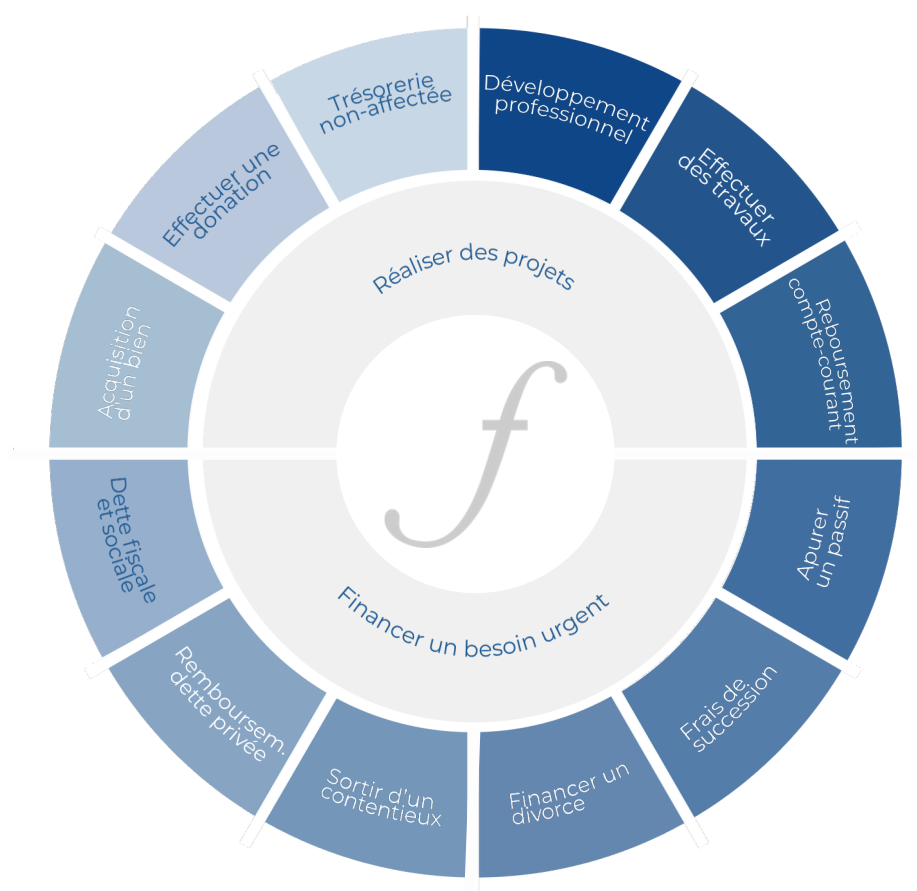 Développement
professionnel
Effectuer
des travaux
Reboursement
compte-courant
Apurer
un passif
Frais de
succession
Financer un
divorce
Sortir d'un
contentieux
Remboursem.
dette privée
Dette fiscale
et sociale
Acquisition
d'un bien
Effectuer une
donation
Trésorerie
non-affectée
Réaliser des projets
Financer un besoin urgent
f